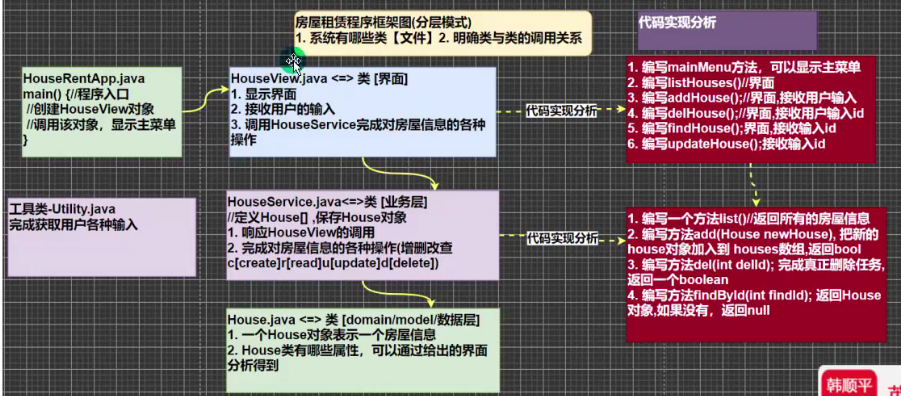 房屋租赁程序框架图(分层模式)
1. 系统有哪些类【文件】2. 明确类与类的调用关系
代码实现分析
HouseRentApp.java
main() {//程序入口
//创建HouseView对象
//调用该对象，显示主菜单
}
HouseView.java <=> 类 [界面]
1. 显示界面
2. 接收用户的输入
3. 调用HouseService完成对房屋信息的各种
操作
代码实现分析
1. 编写mainMenu方法，可以显示主菜单
2. 编写listHouses()//界面
3. 编写addHouse();//界面,接收用户输入
4. 编写delHouse();//界面,接收用户输入id
5. 编写findHouse();界面,接收输入id
6. 编写updateHouse();接收输入id
工具类-Utility.java
完成获取用户各种输入
HouseService.java<=>类 [业务层]
//定义House[] ,保存House对象
1. 响应HouseView的调用
2. 完成对房屋信息的各种操作(增删改查
c[create]r[read]u[update]d[delete])
代码实现分析
1. 编写一个方法list()//返回所有的房屋信息
2. 编写方法add(House newHouse), 把新的
house对象加入到 houses数组,返回bool
3. 编写方法del(int delId); 完成真正删除任务,
返回一个boolean
4. 编写方法findById(int findId); 返回House
对象,如果没有，返回null
House.java <=> 类 [domain/model/数据层]
1. 一个House对象表示一个房屋信息
2. House类有哪些属性，可以通过给出的界面
分析得到
韩顺平